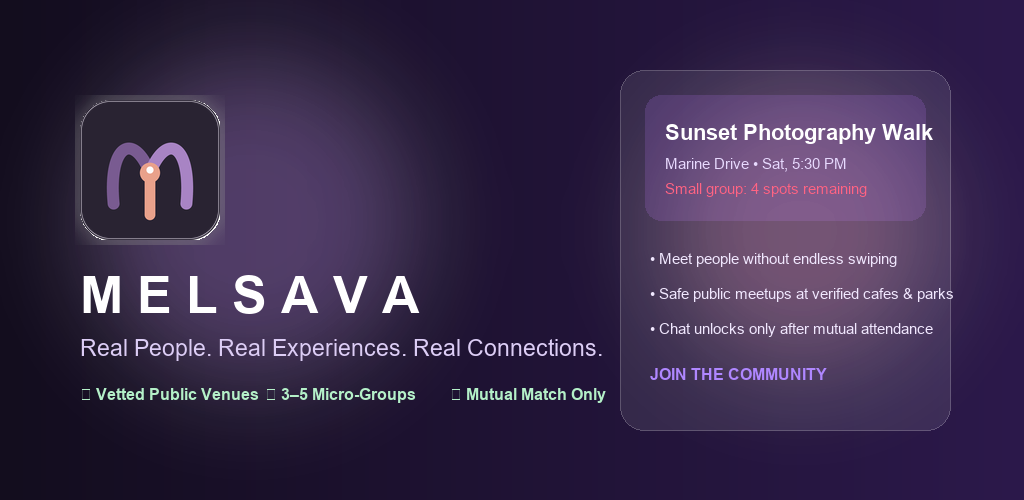 MELSAVA
Real People. Real Experiences. Real Connections.
Vetted Public Venues 3–5 Micro-Groups Mutual Match Only
Sunset Photography Walk
Marine Drive • Sat, 5:30 PM
Small group: 4 spots remaining
• Meet people without endless swiping
• Safe public meetups at verified cafes & parks
• Chat unlocks only after mutual attendance
JOIN THE COMMUNITY